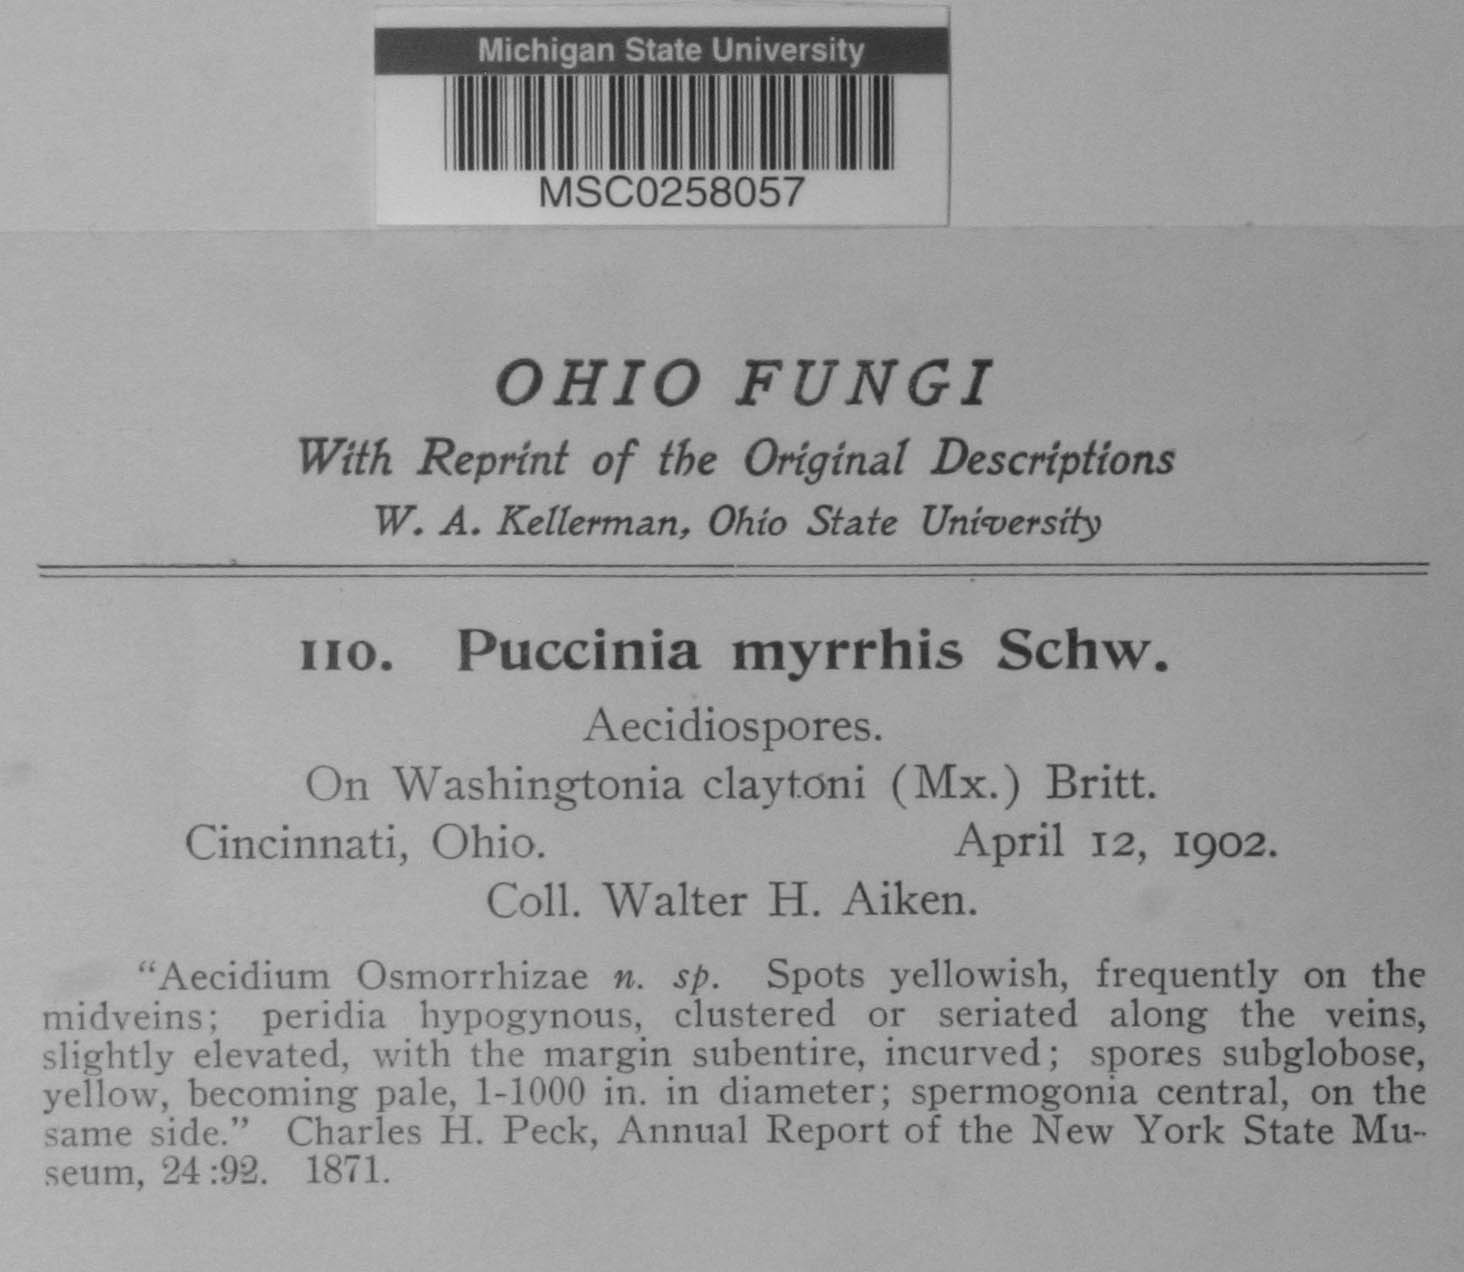 Michigan State University
MSC0258057
OHIO FUNGI
With Reprint of the Original Descriptions
W. A. Kellerman, Ohio State University
110. Puccinia myrrhis Schw.
Aecidiospores.
On Washingtonia claytoni (Mx.) Britt.
Cincinnati, Ohio. April 12, 1902.
Coll. Walter H. Aiken.
"Aecidium Osmorrhizae n. sp. Spots yellowish, frequently on the
midveins; peridia hypogynous, clustered or seriated along the veins,
slightly elevated, with the margin subentire, incurved; spores subglobose,
yellow, becoming pale, 1-1000 in. in diameter; spermogonia central, on the
same side." Charles H. Peck, Annual Report of the New York State Mu-
seum, 24:92. 1871.